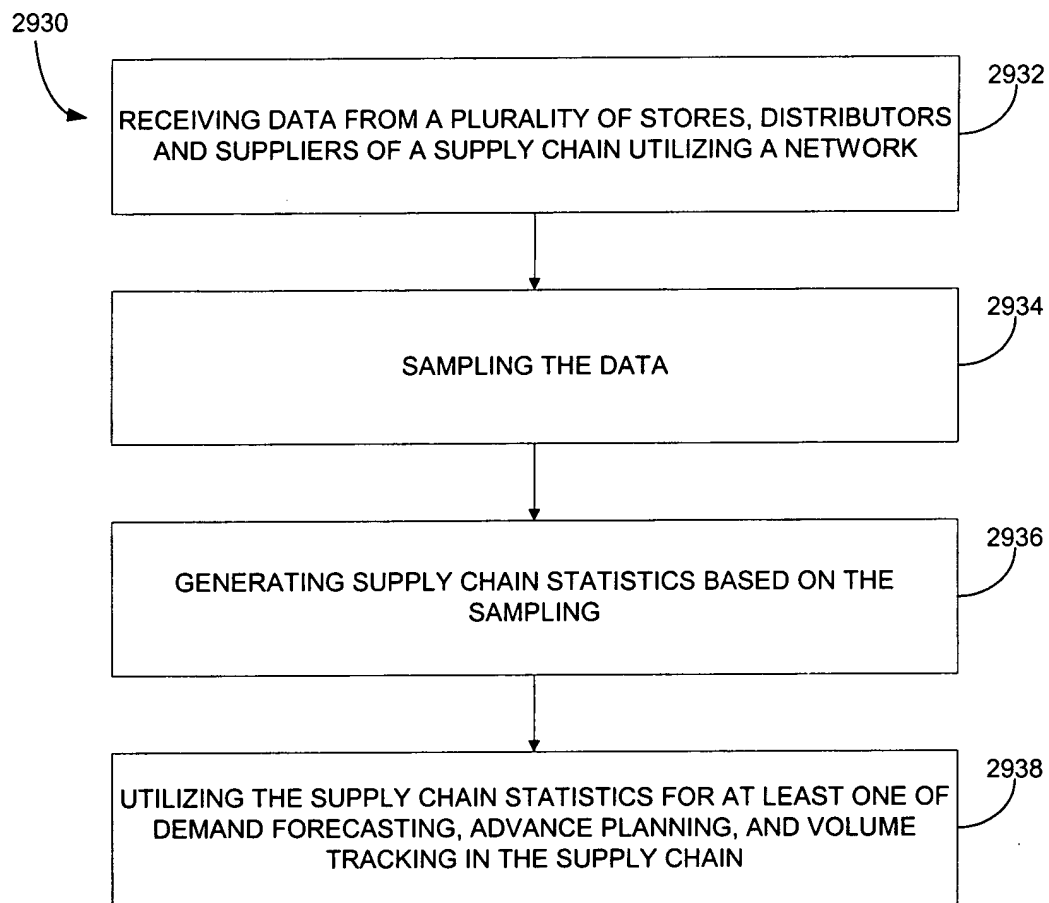 2930
2932
RECEIVING DATA FROM A PLURALITY OF STORES, DISTRIBUTORS
AND SUPPLIERS OF A SUPPLY CHAIN UTILIZING A NETWORK
2934
SAMPLING THE DATA
2936
GENERATING SUPPLY CHAIN STATISTICS BASED ON THE
SAMPLING
2938
UTILIZING THE SUPPLY CHAIN STATISTICS FOR AT LEAST ONE OF
DEMAND FORECASTING, ADVANCE PLANNING, AND VOLUME
TRACKING IN THE SUPPLY CHAIN